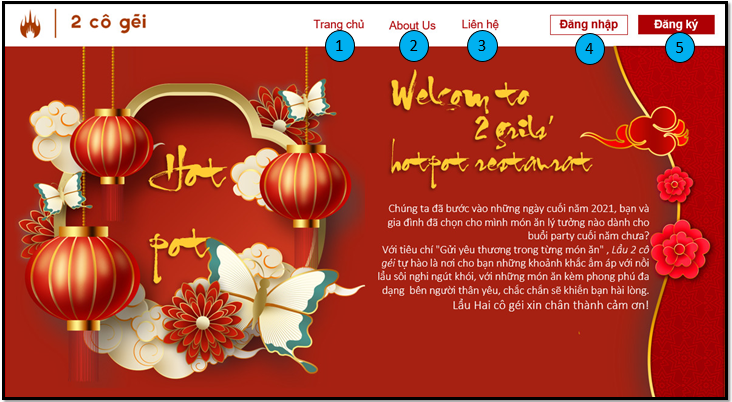 2 cô gái
Trang chủ
About Us
Liên hệ
Đăng nhập
Đăng ký
1
2
3
4
5
Hot
pot
Welcom to
2 grils'
hotpot restaurat
Chúng ta đã bước vào những ngày cuối năm 2021, bạn và
gia đình đã chọn cho mình món ăn lý tưởng nào dành cho
buổi party cuối năm chưa?
Với tiêu chí "Gửi yêu thương trong từng món ăn" , Lẩu 2 cô
gái tự hào là nơi cho bạn những khoảnh khắc ấm áp với nồi
lẩu sôi nghi ngút khói, với những món ăn kèm phong phú đa
dạng bên người thân yêu, chắc chắn sẽ khiến bạn hài lòng.
Lẩu Hai cô gái xin chân thành cảm ơn!